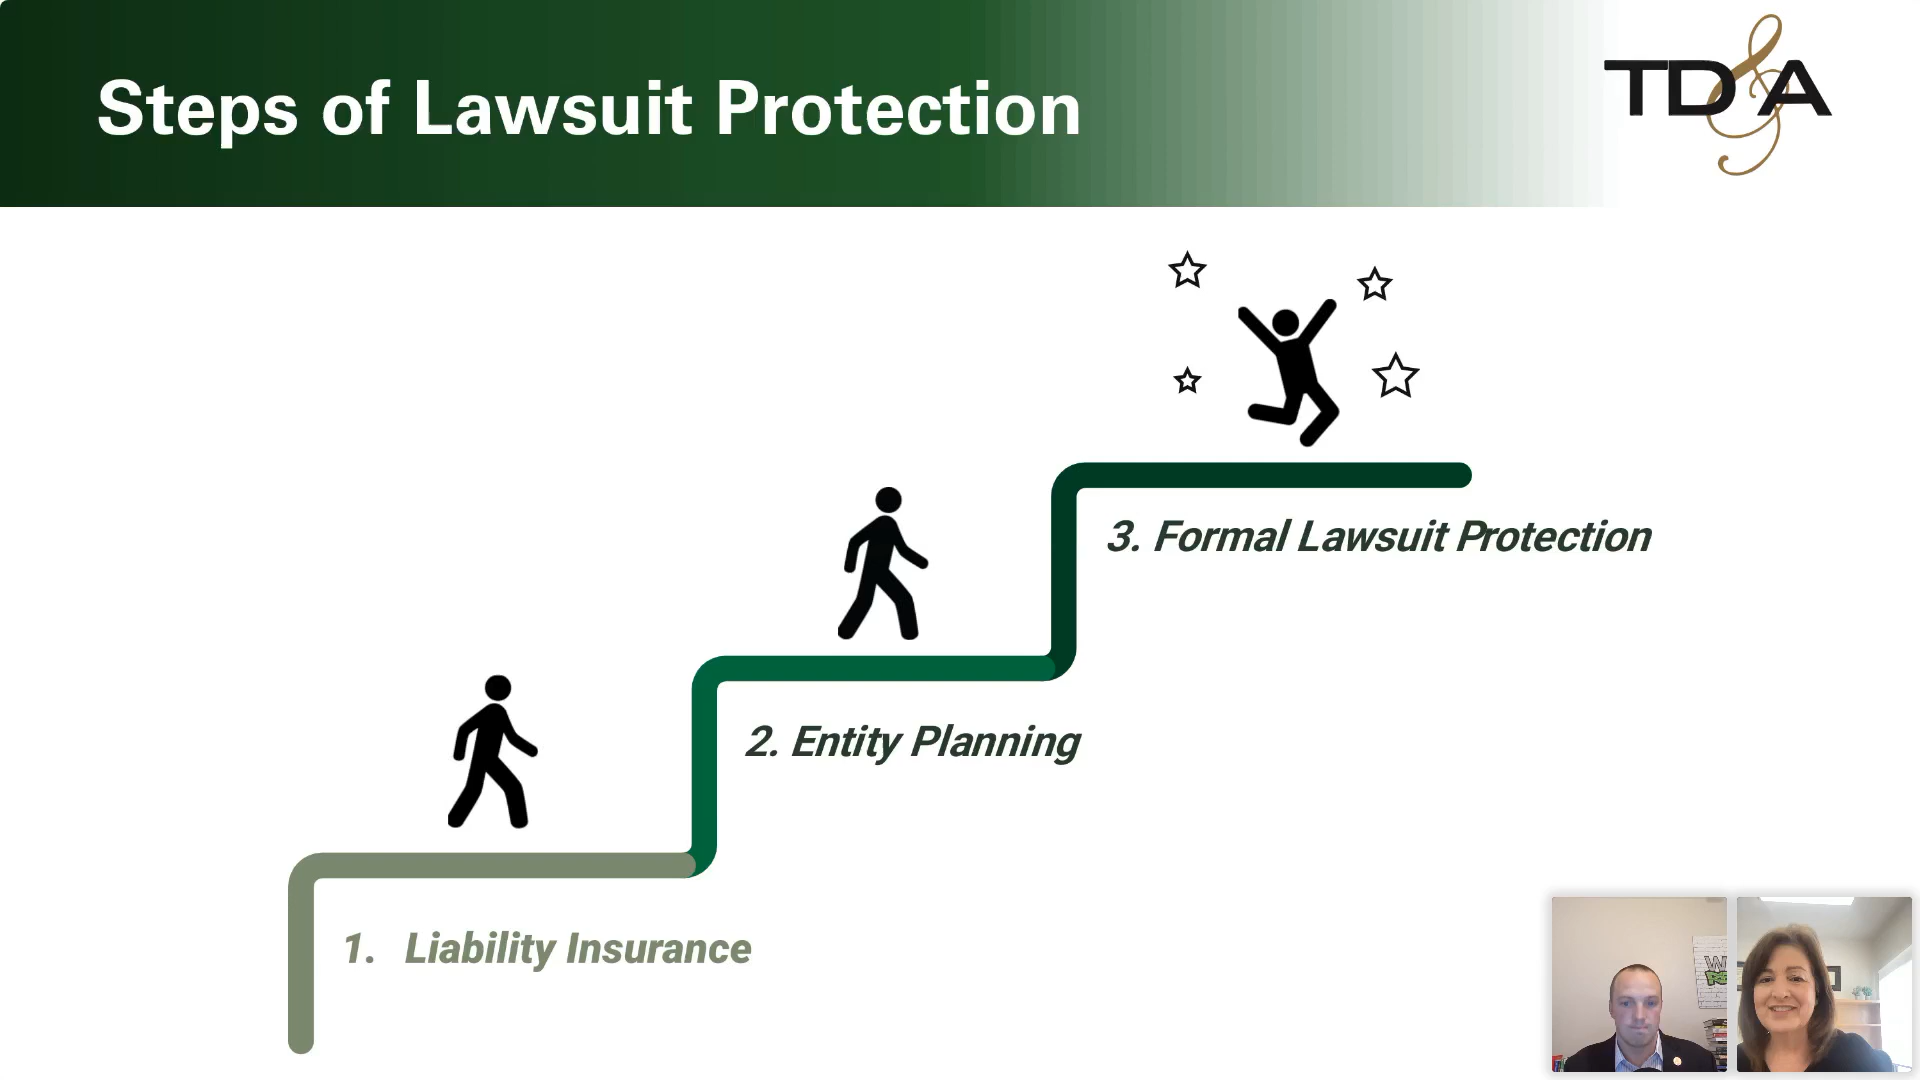 Steps of Lawsuit Protection
TD&A
3. Formal Lawsuit Protection
2. Entity Planning
1. Liability Insurance